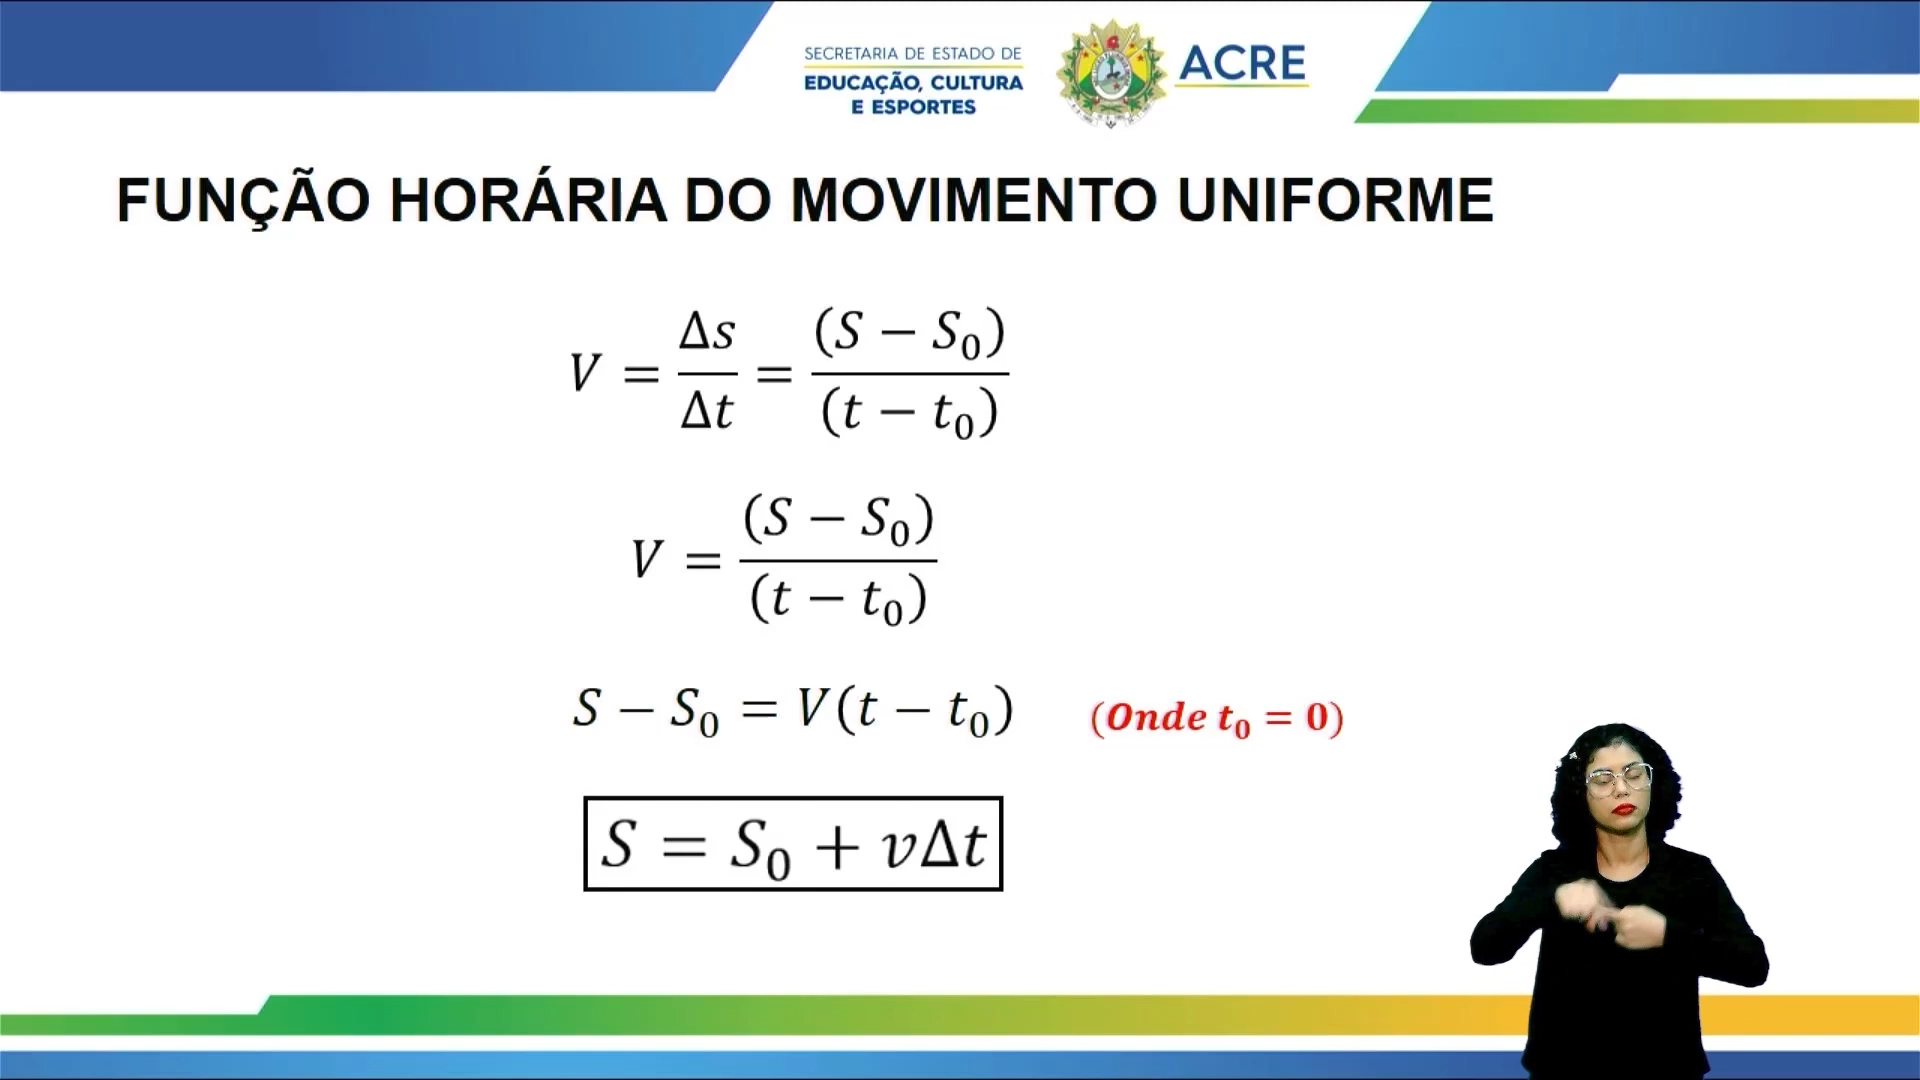 SECRETARIA DE ESTADO DE
EDUCAÇÃO, CULTURA
E ESPORTES
ACRE
FUNÇÃO HORÁRIA DO MOVIMENTO UNIFORME
V = Δs/Δt = (S − S₀)/(t − t₀)
V = (S − S₀)/(t − t₀)
S − S₀ = V(t − t₀) (Onde t₀ = 0)
S = S₀ + vΔt